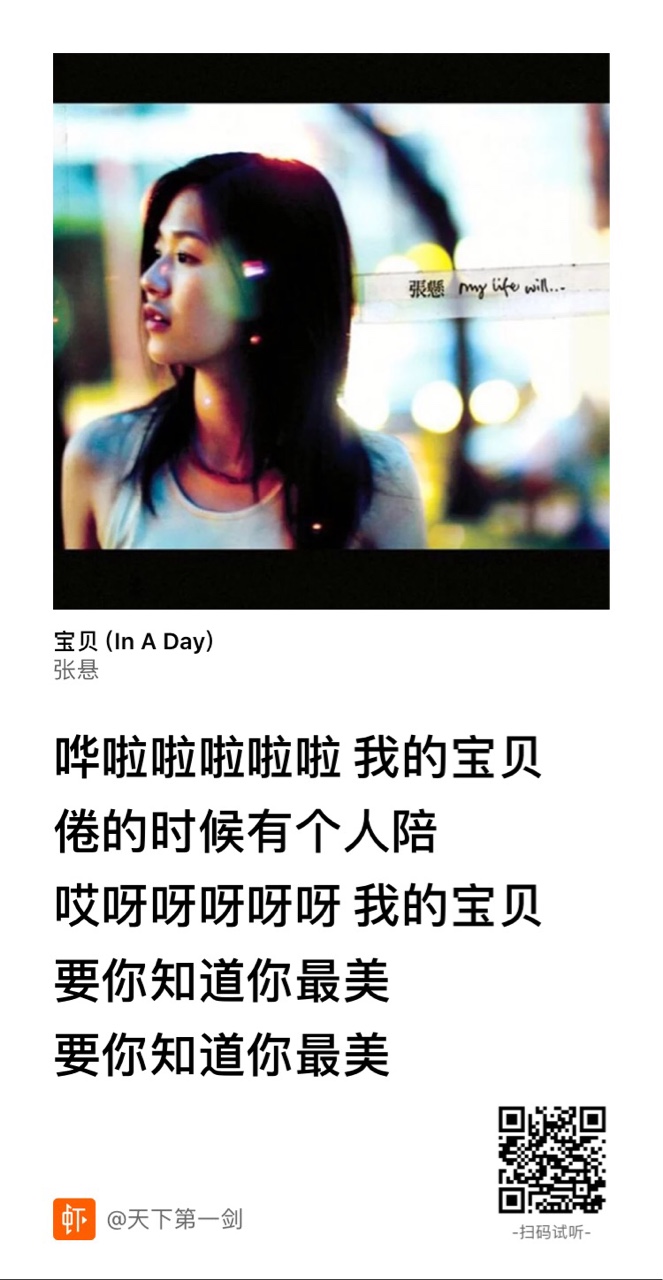 張懸 my life will...-
宝贝 (In A Day)
张悬
哗啦啦啦啦啦 我的宝贝
倦的时候有个人陪
哎呀呀呀呀呀 我的宝贝
要你知道你最美
要你知道你最美
虾 @天下第一剑
-扫码试听-